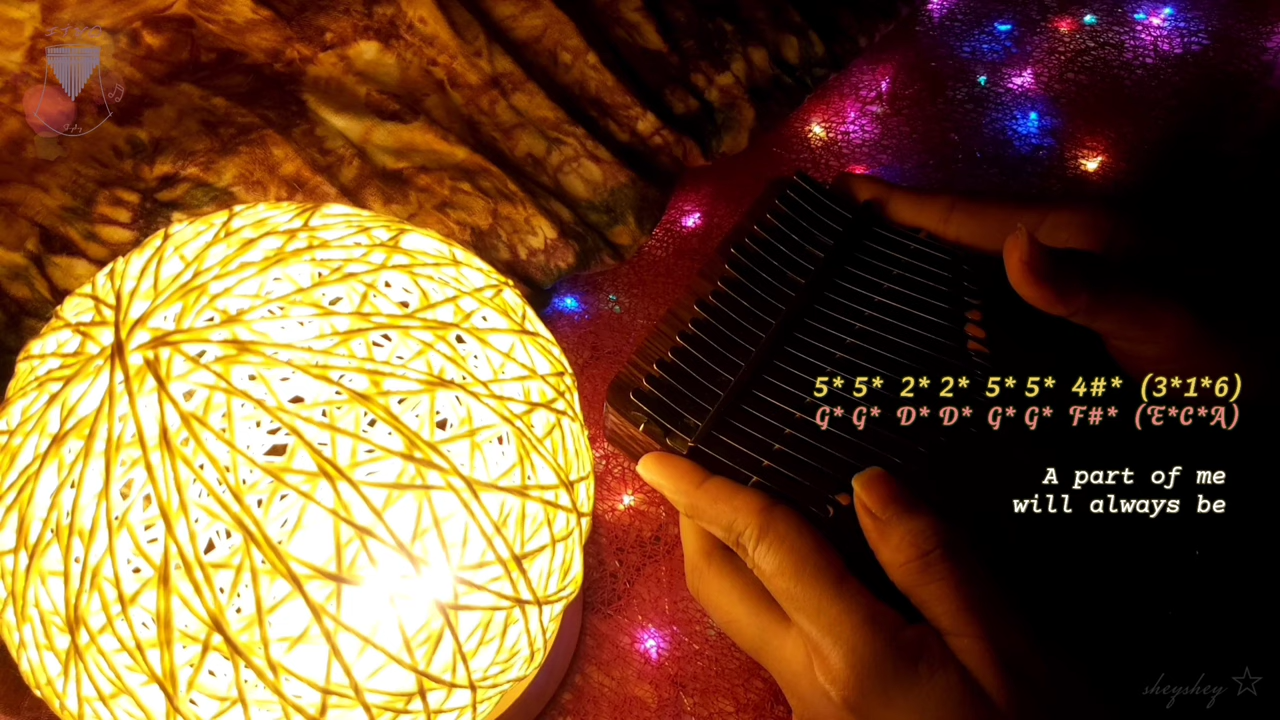 5* 5* 2* 2* 5* 5* 4#* (3*1*6)
G* G* D* D* G* G* F#* (E*C*A)
A part of me
will always be
sheyshey